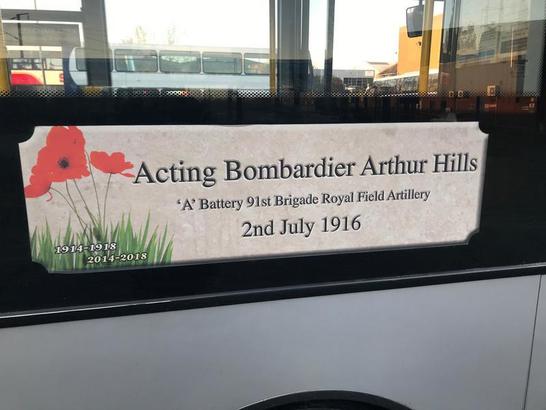 Acting Bombardier Arthur Hills
'A' Battery 91st Brigade Royal Field Artillery
2nd July 1916
1914-1918
2014-2018